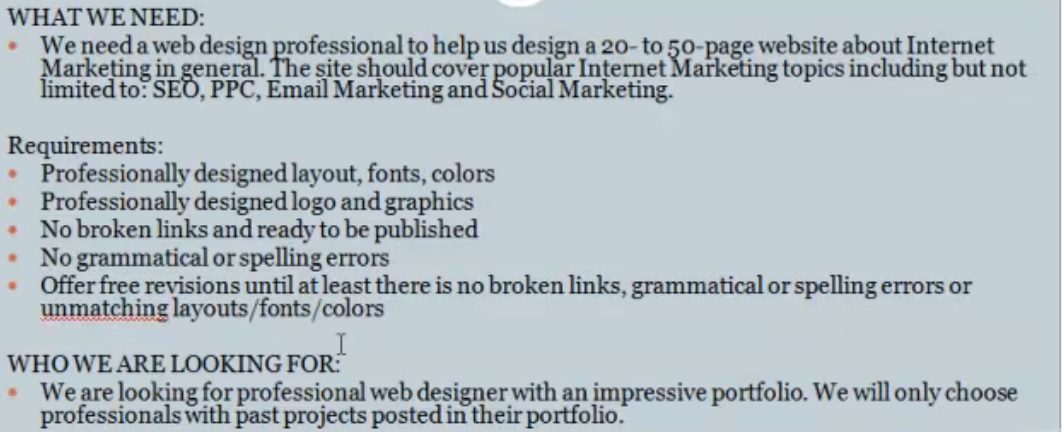 WHAT WE NEED:
• We need a web design professional to help us design a 20- to 50-page website about Internet
Marketing in general. The site should cover popular Internet Marketing topics including but not
limited to: SEO, PPC, Email Marketing and Social Marketing.
Requirements:
• Professionally designed layout, fonts, colors
• Professionally designed logo and graphics
• No broken links and ready to be published
• No grammatical or spelling errors
• Offer free revisions until at least there is no broken links, grammatical or spelling errors or
unmatching layouts/fonts/colors
WHO WE ARE LOOKING FOR:
• We are looking for professional web designer with an impressive portfolio. We will only choose
professionals with past projects posted in their portfolio.